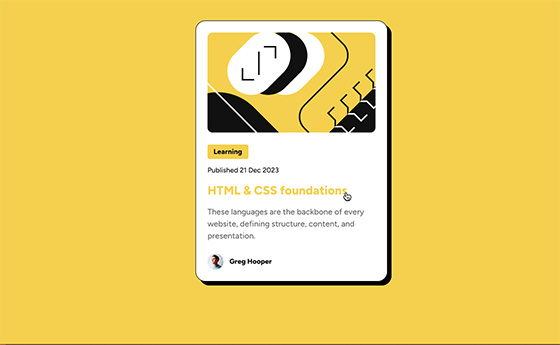 Learning
Published 21 Dec 2023
HTML & CSS foundations
These languages are the backbone of every
website, defining structure, content, and
presentation.
Greg Hooper